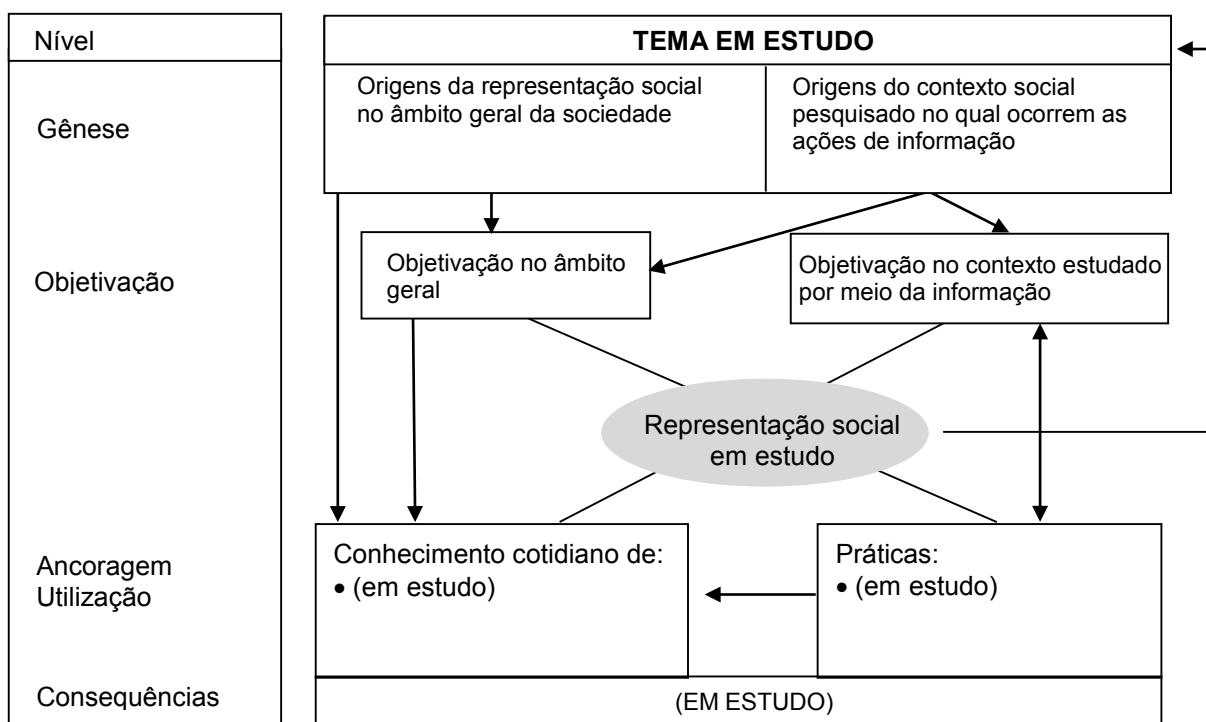 Nível
TEMA EM ESTUDO
Gênese
Origens da representação social
no âmbito geral da sociedade
Origens do contexto social
pesquisado no qual ocorrem as
ações de informação
Objetivação
Objetivação no âmbito
geral
Objetivação no contexto estudado
por meio da informação
Representação social
em estudo
Ancoragem
Utilização
Conhecimento cotidiano de:
• (em estudo)
Práticas:
• (em estudo)
Consequências
(EM ESTUDO)